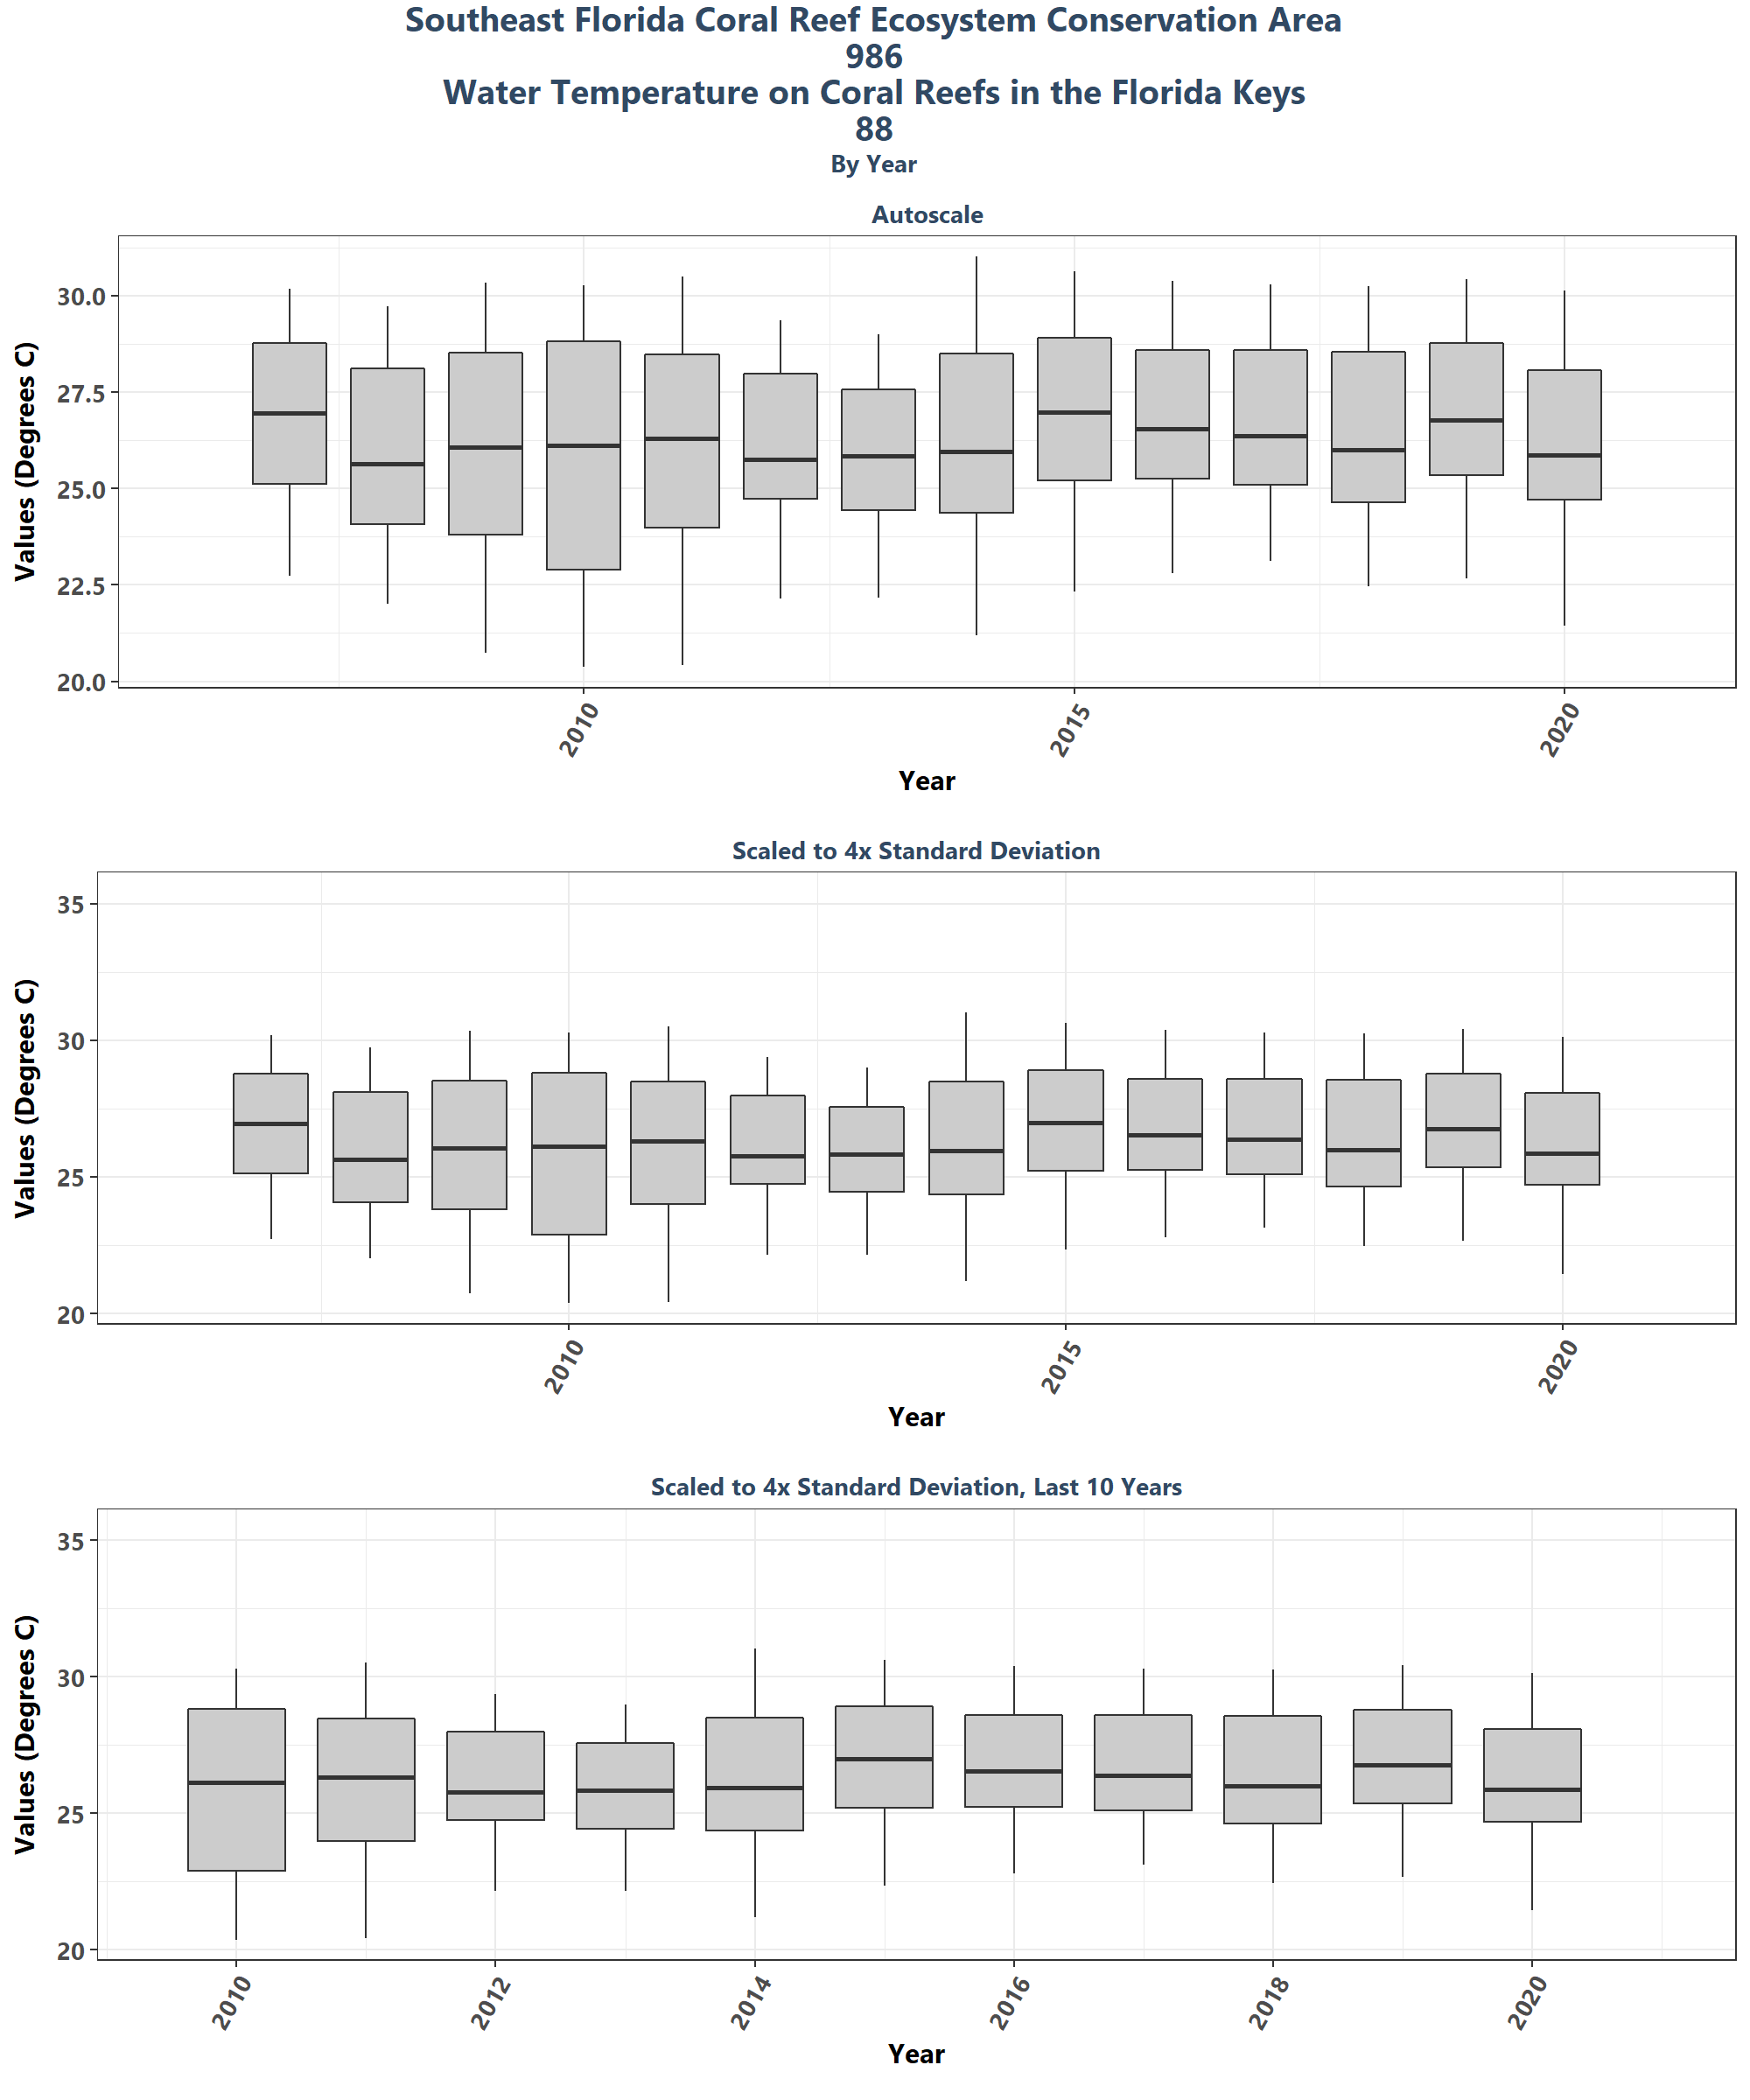 Southeast Florida Coral Reef Ecosystem Conservation Area
986
Water Temperature on Coral Reefs in the Florida Keys
88
By Year
Autoscale
Values (Degrees C)
30.0
27.5
25.0
22.5
20.0
2010
2015
2020
Year
Scaled to 4x Standard Deviation
Values (Degrees C)
35
30
25
20
2010
2015
2020
Year
Scaled to 4x Standard Deviation, Last 10 Years
Values (Degrees C)
35
30
25
20
2010
2012
2014
2016
2018
2020
Year